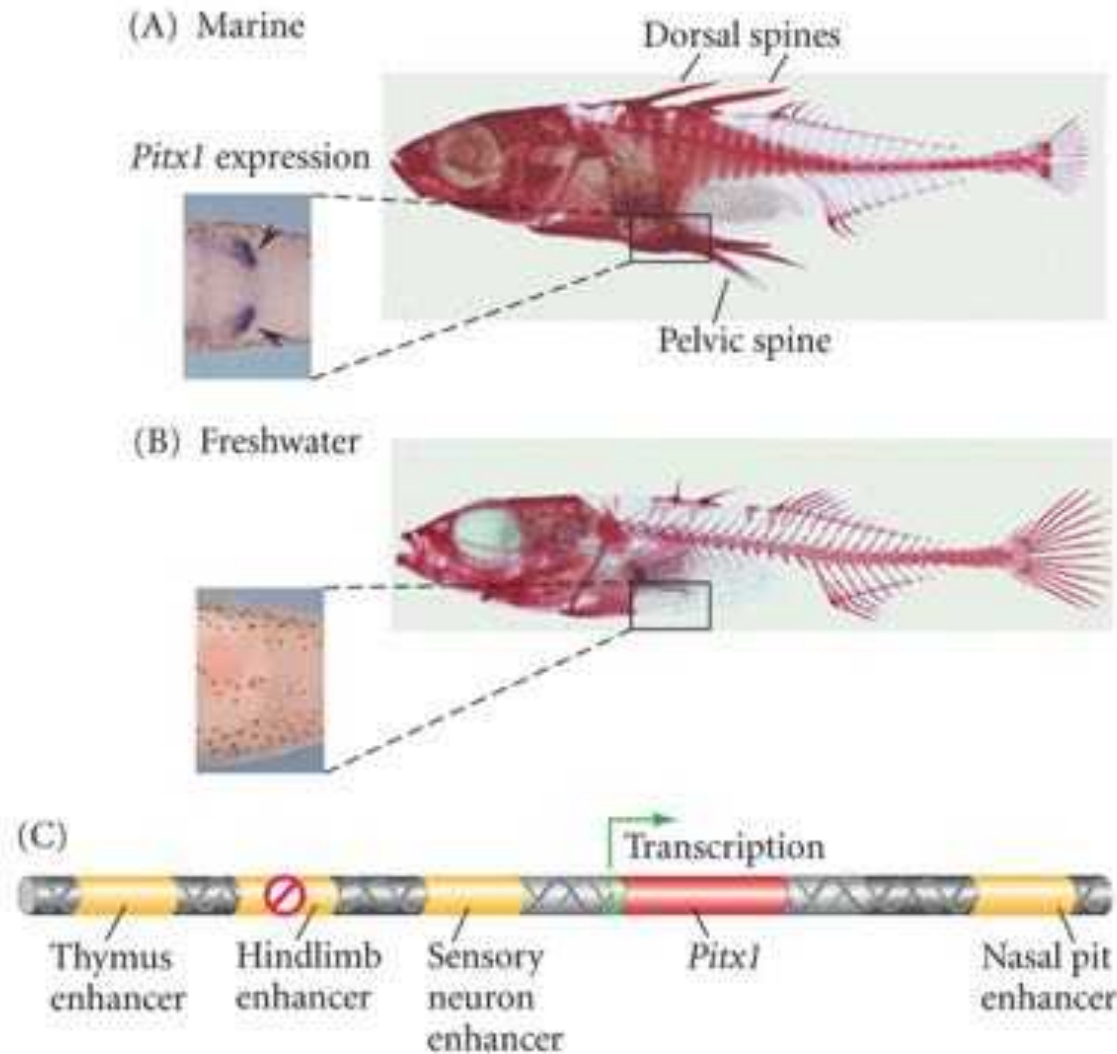 (A) Marine
Dorsal spines
Pitx1 expression
Pelvic spine
(B) Freshwater
(C)
Transcription
Thymus
enhancer
Hindlimb
enhancer
Sensory
neuron
enhancer
Pitx1
Nasal pit
enhancer